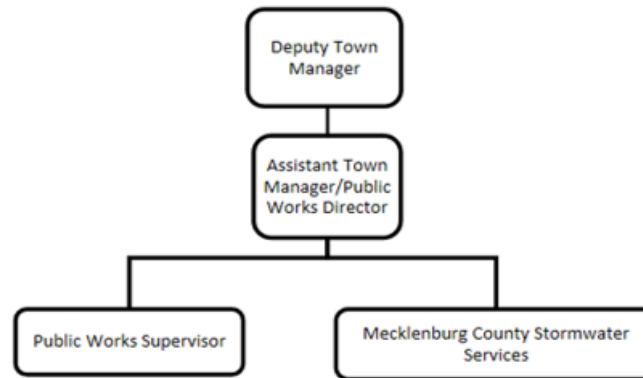 Deputy Town
Manager
Assistant Town
Manager/Public
Works Director
Public Works Supervisor
Mecklenburg County Stormwater
Services